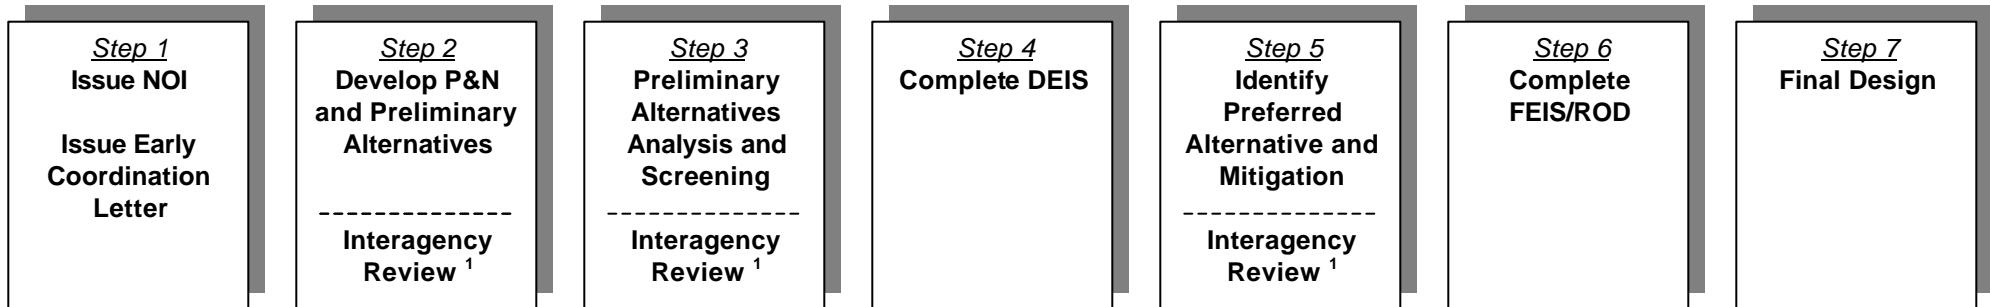 Step 1
Issue NOI
Issue Early
Coordination
Letter
Step 2
Develop P&N
and Preliminary
Alternatives
---------------
Interagency
Review 1
Step 3
Preliminary
Alternatives
Analysis and
Screening
---------------
Interagency
Review 1
Step 4
Complete DEIS
Step 5
Identify
Preferred
Alternative and
Mitigation
---------------
Interagency
Review 1
Step 6
Complete
FEIS/ROD
Step 7
Final Design